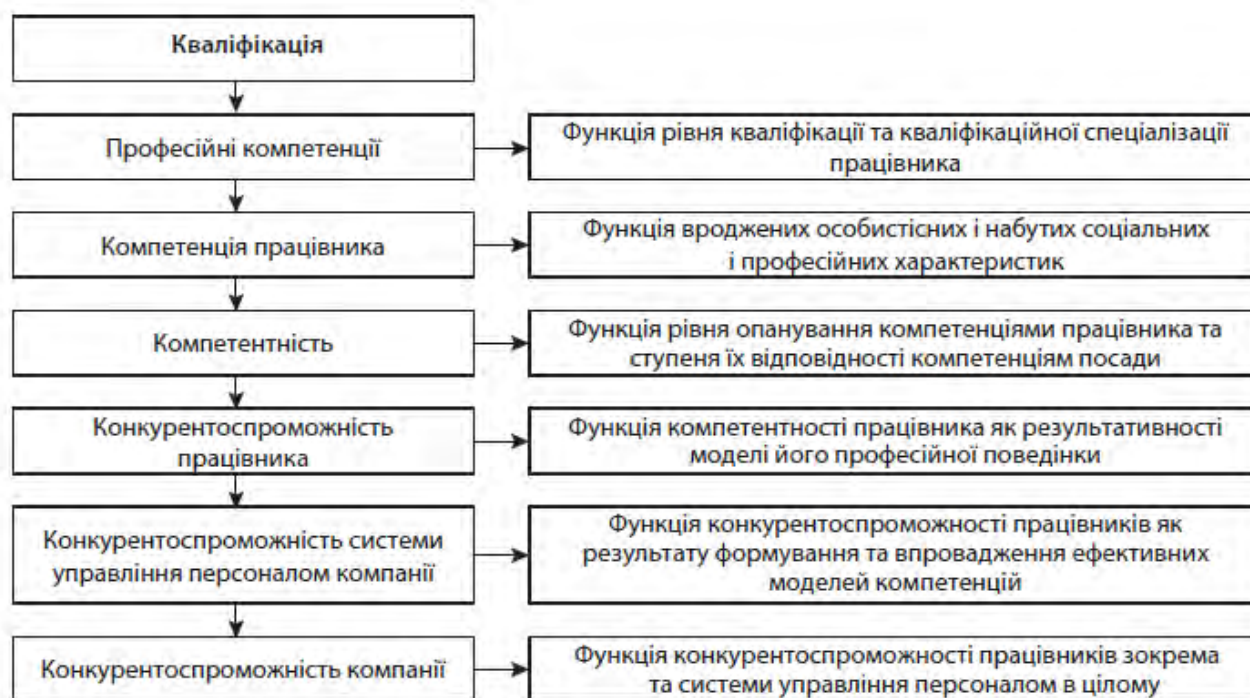 Кваліфікація
Професійні компетенції
Функція рівня кваліфікації та кваліфікаційної спеціалізації
працівника
Компетенція працівника
Функція вроджених особистісних і набутих соціальних
і професійних характеристик
Компетентність
Функція рівня опанування компетенціями працівника та
ступеня їх відповідності компетенціям посади
Конкурентоспроможність
працівника
Функція компетентності працівника як результативності
моделі його професійної поведінки
Конкурентоспроможність системи
управління персоналом компанії
Функція конкурентоспроможності працівників як
результату формування та впровадження ефективних
моделей компетенцій
Конкурентоспроможність компанії
Функція конкурентоспроможності працівників зокрема
та системи управління персоналом в цілому